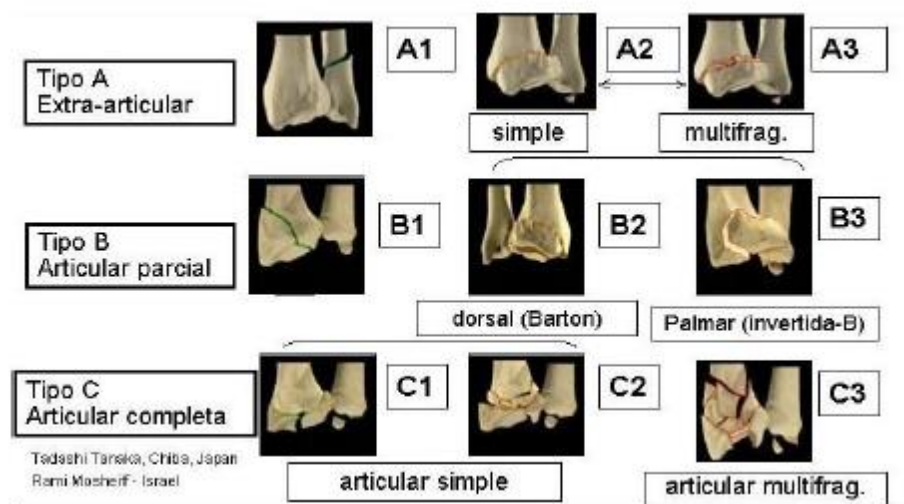 Tipo A
Extra-articular
A1
A2
A3
simple
multifrag.
Tipo B
Articular parcial
B1
B2
B3
dorsal (Barton)
Palmar (invertida-B)
Tipo C
Articular completa
C1
C2
C3
Tadashi Tanaka, Chiba, Japan
Rami Mosheiff - Israel
articular simple
articular multifrag.